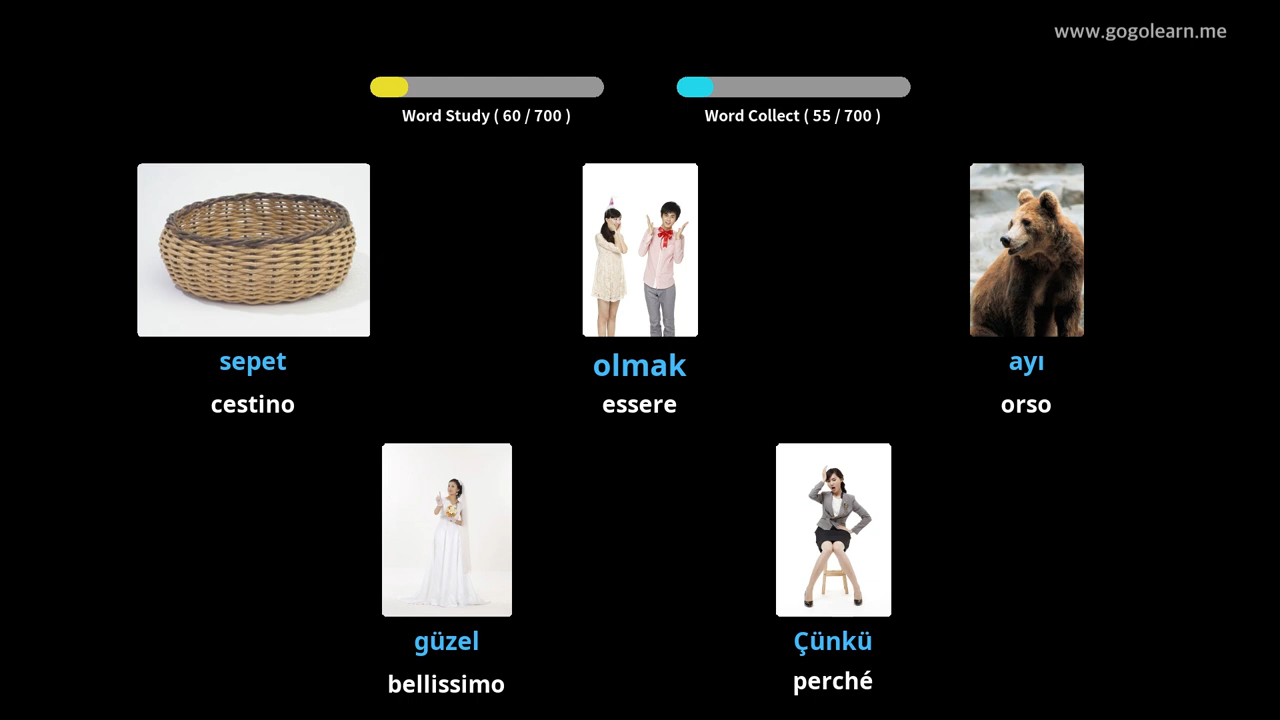 www.gogolearn.me
Word Study ( 60 / 700 )
Word Collect ( 55 / 700 )
sepet
olmak
ayı
cestino
essere
orso
güzel
Çünkü
bellissimo
perché